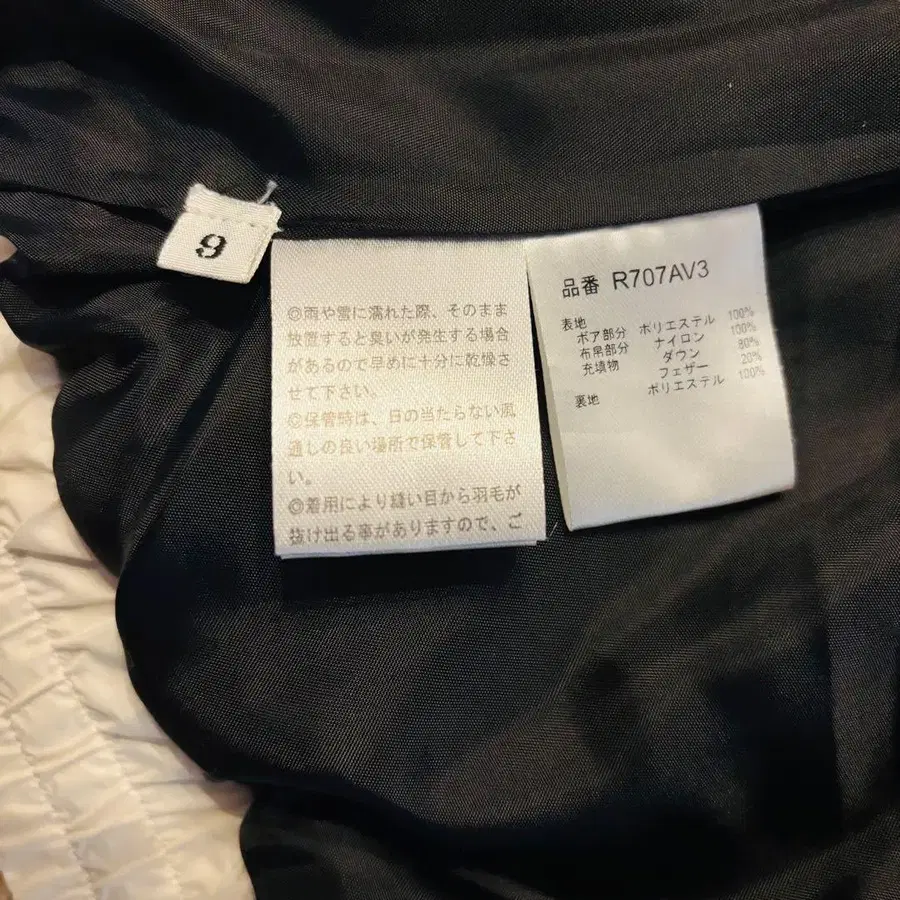 9
◎雨や雪に濡れた際、そのまま
放置すると臭いが発生する場合
があるので早めに十分に乾燥さ
せて下さい。
◎保管時は、日の当たらない風
通しの良い場所で保管して下さ
い。
◎着用により縫い目から羽毛が
抜け出る事がありますので、ご
品番 R707AV3
表地
ボア部分 ポリエステル 100%
布帛部分 ナイロン 100%
充填物 ダウン 80%
フェザー 20%
裏地 ポリエステル 100%